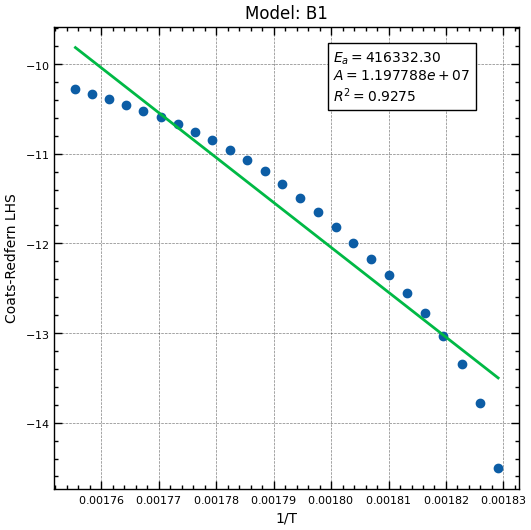 Model: B1
E_a = 416332.30
A = 1.197788e + 07
R^2 = 0.9275
−10
−11
−12
−13
−14
Coats-Redfern LHS
0.00176 0.00177 0.00178 0.00179 0.00180 0.00181 0.00182 0.00183
1/T